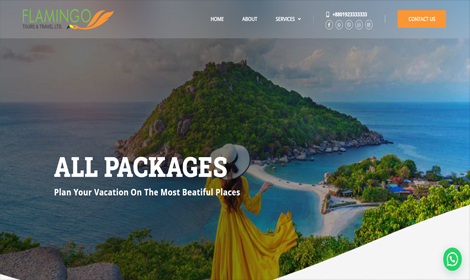 FLAMINGO
TOURS & TRAVEL LTD.
HOME ABOUT SERVICES
+8801923333333
CONTACT US
ALL PACKAGES
Plan Your Vacation On The Most Beatiful Places